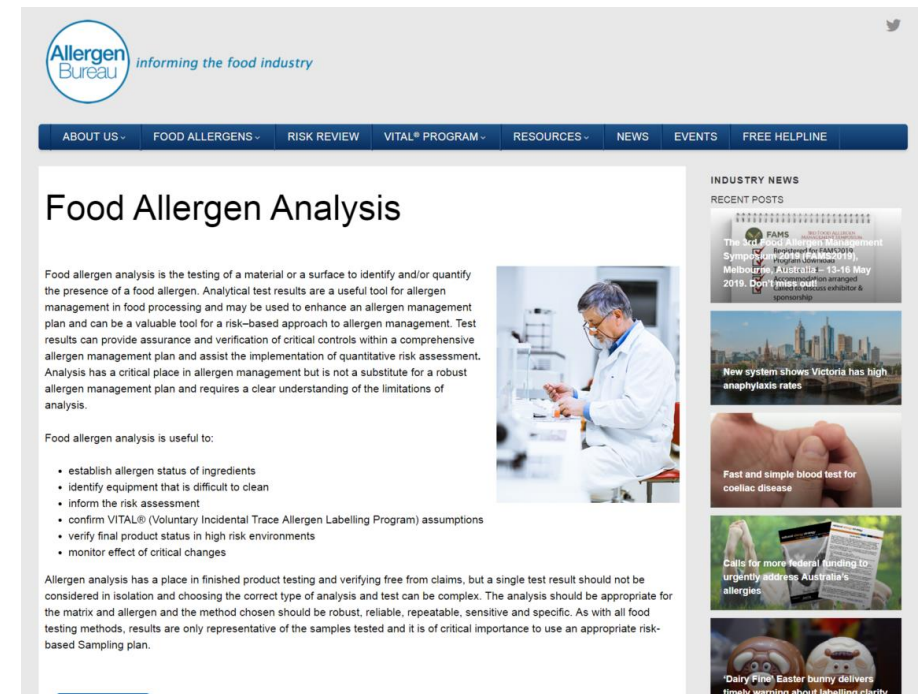 Allergen
Bureau
informing the food industry
ABOUT US
FOOD ALLERGENS
RISK REVIEW
VITAL® PROGRAM
RESOURCES
NEWS
EVENTS
FREE HELPLINE
Food Allergen Analysis
Food allergen analysis is the testing of a material or a surface to identify and/or quantify
the presence of a food allergen. Analytical test results are a useful tool for allergen
management in food processing and may be used to enhance an allergen management
plan and can be a valuable tool for a risk–based approach to allergen management. Test
results can provide assurance and verification of critical controls within a comprehensive
allergen management plan and assist the implementation of quantitative risk assessment.
Analysis has a critical place in allergen management but is not a substitute for a robust
allergen management plan and requires a clear understanding of the limitations of
analysis.
Food allergen analysis is useful to:
• establish allergen status of ingredients
• identify equipment that is difficult to clean
• inform the risk assessment
• confirm VITAL® (Voluntary Incidental Trace Allergen Labelling Program) assumptions
• verify final product status in high risk environments
• monitor effect of critical changes
Allergen analysis has a place in finished product testing and verifying free from claims, but a single test result should not be
considered in isolation and choosing the correct type of analysis and test can be complex. The analysis should be appropriate for
the matrix and allergen and the method chosen should be robust, reliable, repeatable, sensitive and specific. As with all food
testing methods, results are only representative of the samples tested and it is of critical importance to use an appropriate risk-
based Sampling plan.
INDUSTRY NEWS
RECENT POSTS
FAMS
The 3rd Food Allergen Management
Symposium 2019 (FAMS2019),
Melbourne, Australia – 13-16 May
2019. Don't miss out!
Registered for FAMS2019
Program download
Accommodation arranged
Called to discuss exhibitor &
sponsorship
New system shows Victoria has high
anaphylaxis rates
Fast and simple blood test for
coeliac disease
Calls for more federal funding to
urgently address Australia's
allergies
'Dairy Fine' Easter bunny delivers
timely warning about labelling clarity